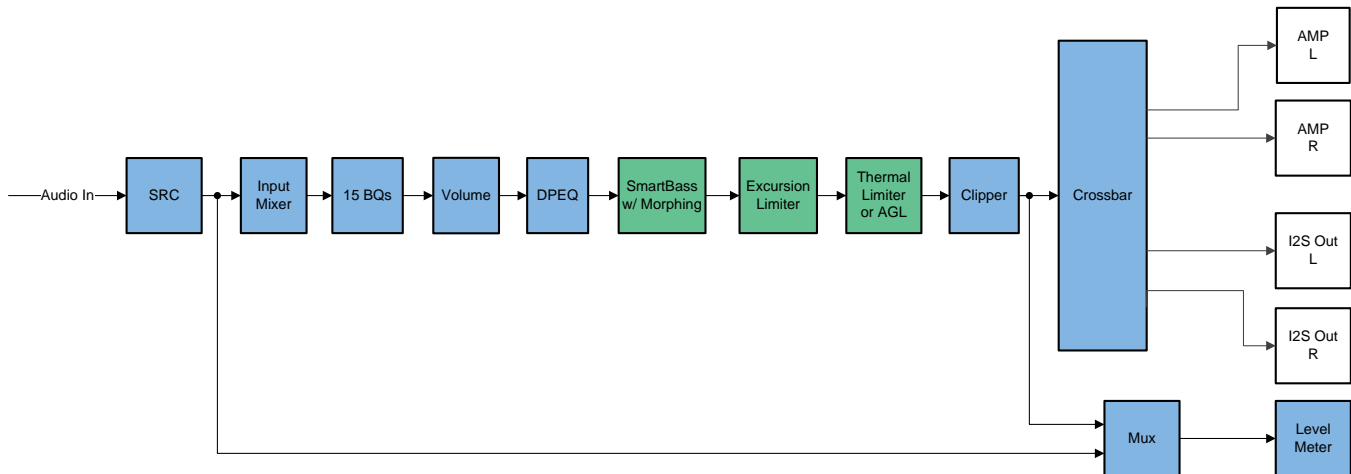 AMP
L
AMP
R
Audio In
SRC
Input
Mixer
15 BQs
Volume
DPEQ
SmartBass
w/ Morphing
Excursion
Limiter
Thermal
Limiter
or AGL
Clipper
Crossbar
I2S Out
L
I2S Out
R
Mux
Level
Meter